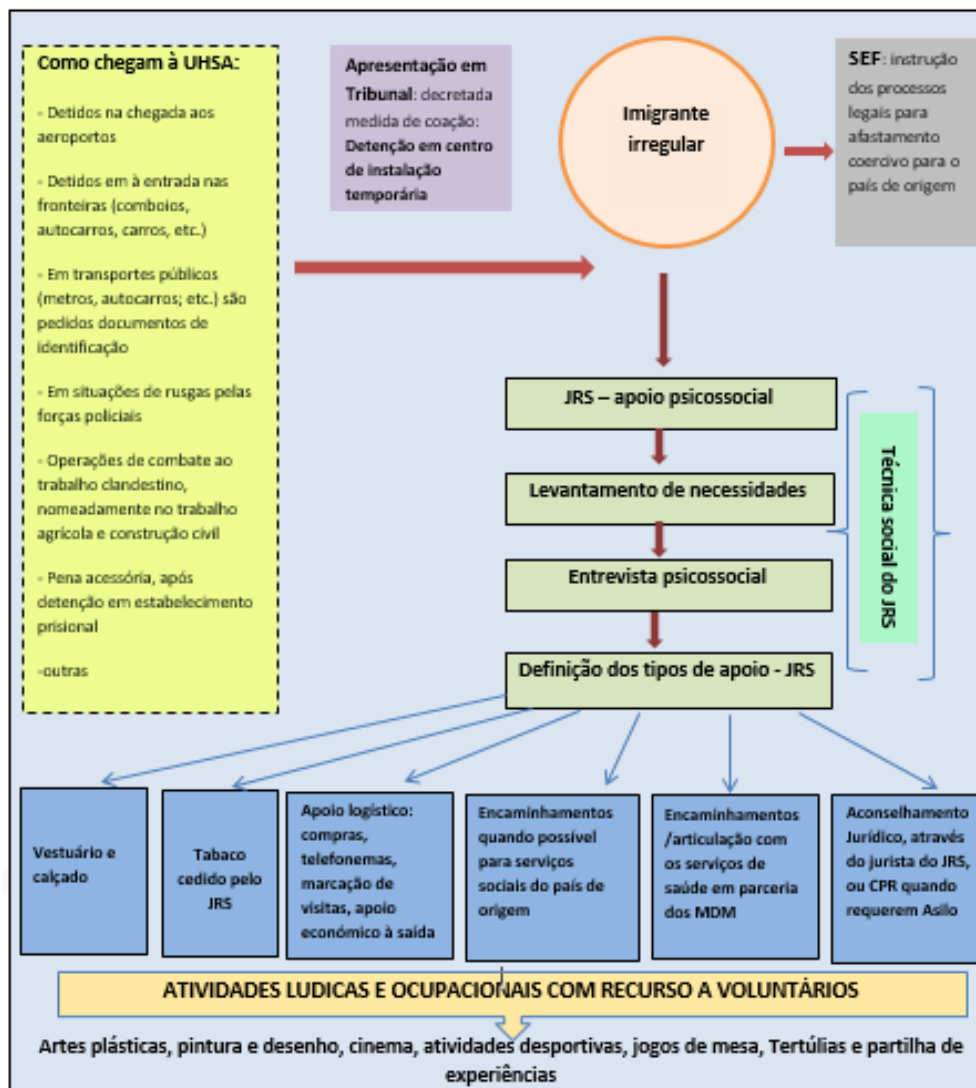 Como chegam à UHSA:
- Detidos na chegada aos
aeroportos
- Detidos em à entrada nas
fronteiras (comboios,
autocarros, carros, etc.)
- Em transportes públicos
(metros, autocarros; etc.) são
pedidos documentos de
identificação
- Em situações de rusgas pelas
forças policiais
- Operações de combate ao
trabalho clandestino,
nomeadamente no trabalho
agrícola e construção civil
- Pena acessória, após
detenção em estabelecimento
prisional
-outras
Apresentação em
Tribunal: decretada
medida de coação:
Detenção em centro
de instalação
temporária
Imigrante
irregular
SEF: instrução
dos processos
legais para
afastamento
coercivo para o
país de origem
JRS – apoio psicossocial
Levantamento de necessidades
Entrevista psicossocial
Definição dos tipos de apoio - JRS
Técnica social do JRS
Vestuário e
calçado
Tabaco
cedido pelo
JRS
Apoio logístico:
compras,
telefonemas,
marcação de
visitas, apoio
económico à saída
Encaminhamentos
quando possível
para serviços
sociais do país de
origem
Encaminhamentos
/articulação com
os serviços de
saúde em parceria
dos MDM
Aconselhamento
Jurídico, através
do jurista do JRS,
ou CPR quando
requerem Asilo
ATIVIDADES LUDICAS E OCUPACIONAIS COM RECURSO A VOLUNTÁRIOS
Artes plásticas, pintura e desenho, cinema, atividades desportivas, jogos de mesa, Tertúlias e partilha de
experiências